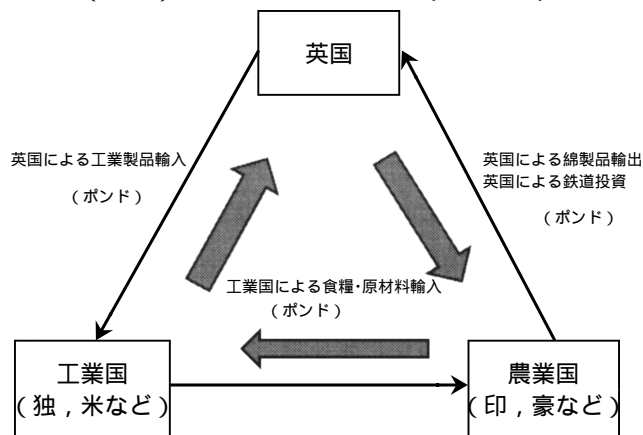 英国
英国による工業製品輸入
（ポンド）
英国による綿製品輸出
英国による鉄道投資
（ポンド）
工業国による食糧・原材料輸入
（ポンド）
工業国
（独，米など）
農業国
（印，豪など）